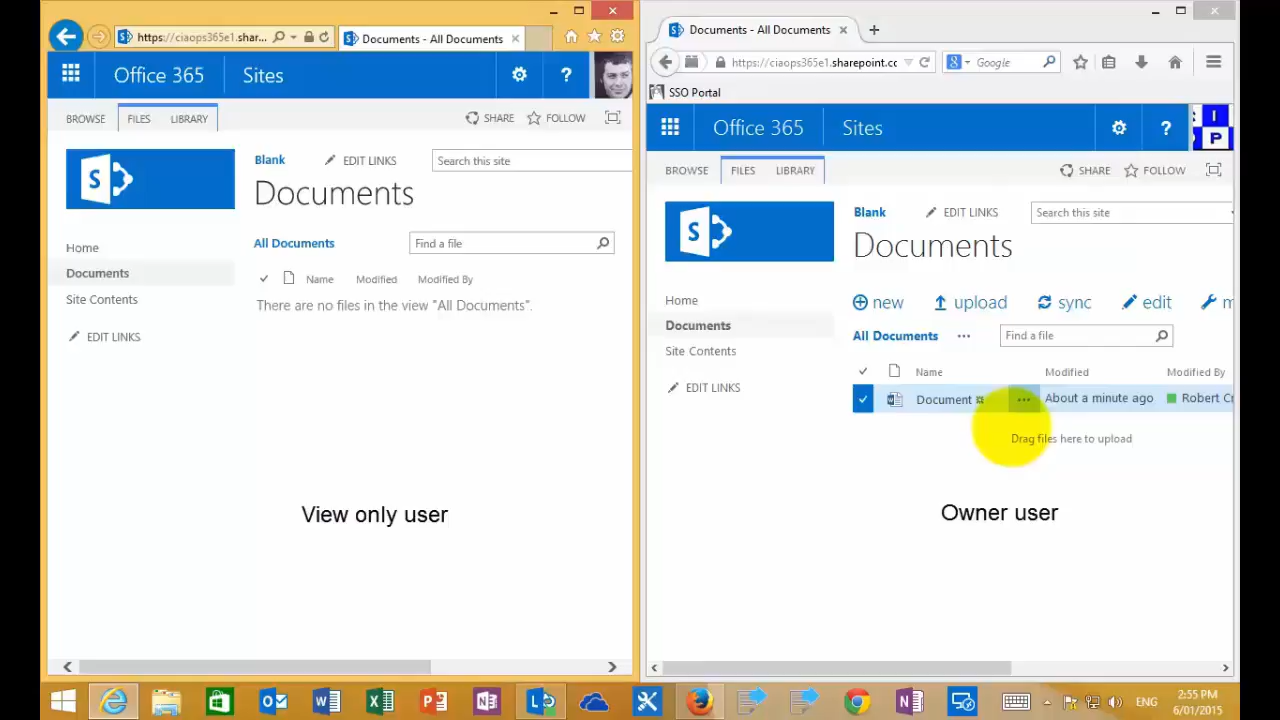 https://ciaops365e1.shar...
Documents - All Documents
Office 365
Sites
?
BROWSE
FILES
LIBRARY
SHARE
FOLLOW
S
Blank
EDIT LINKS
Search this site
Documents
Home
Documents
Site Contents
EDIT LINKS
All Documents
Find a file
Name
Modified
Modified By
There are no files in the view "All Documents".
View only user
Documents - All Documents
https://ciaops365e1.sharepoint.cc
Google
SSO Portal
Office 365
Sites
?
I
P
BROWSE
FILES
LIBRARY
SHARE
FOLLOW
S
Blank
EDIT LINKS
Search this site
Documents
Home
Documents
Site Contents
EDIT LINKS
new
upload
sync
edit
m
All Documents
...
Find a file
Name
Modified
Modified By
Document
...
About a minute ago
Robert Cr
Drag files here to upload
Owner user
ENG
2:55 PM
6/01/2015